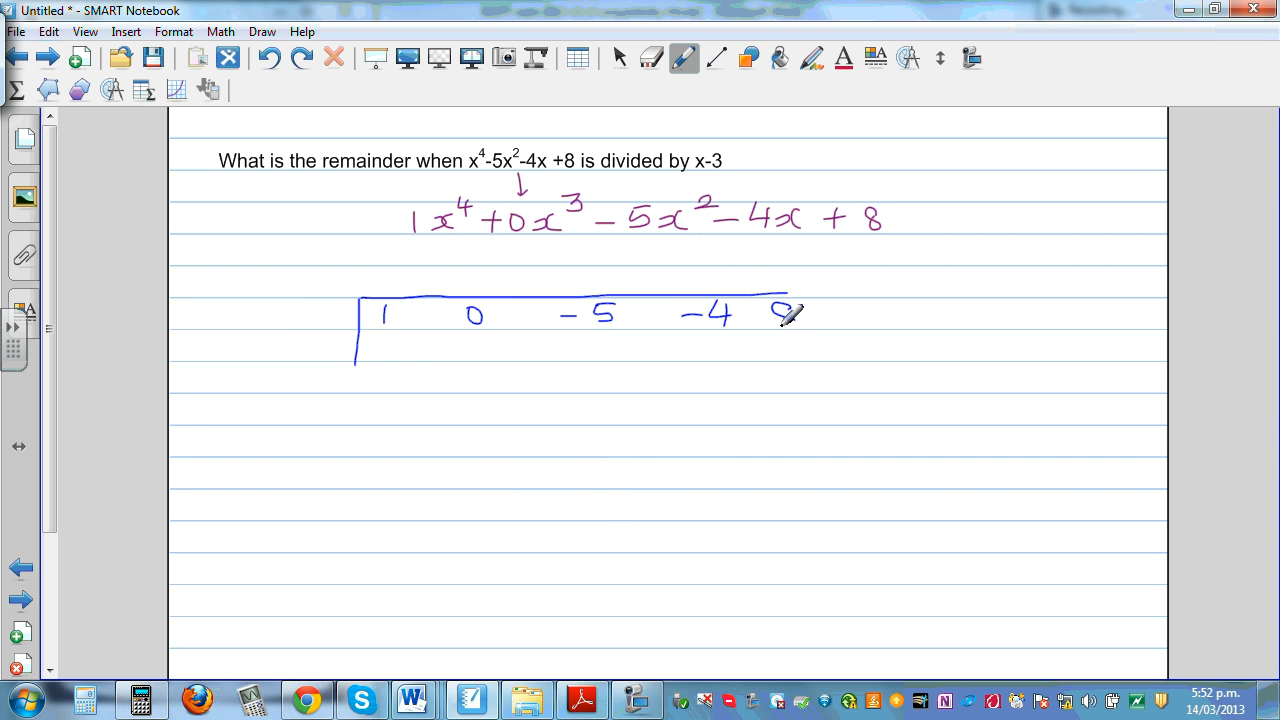 Untitled * - SMART Notebook
File Edit View Insert Format Math Draw Help
What is the remainder when x⁴-5x²-4x +8 is divided by x-3
1x⁴ + 0x³ - 5x² - 4x + 8
1 0 -5 -4 8
5:52 p.m.
14/03/2013